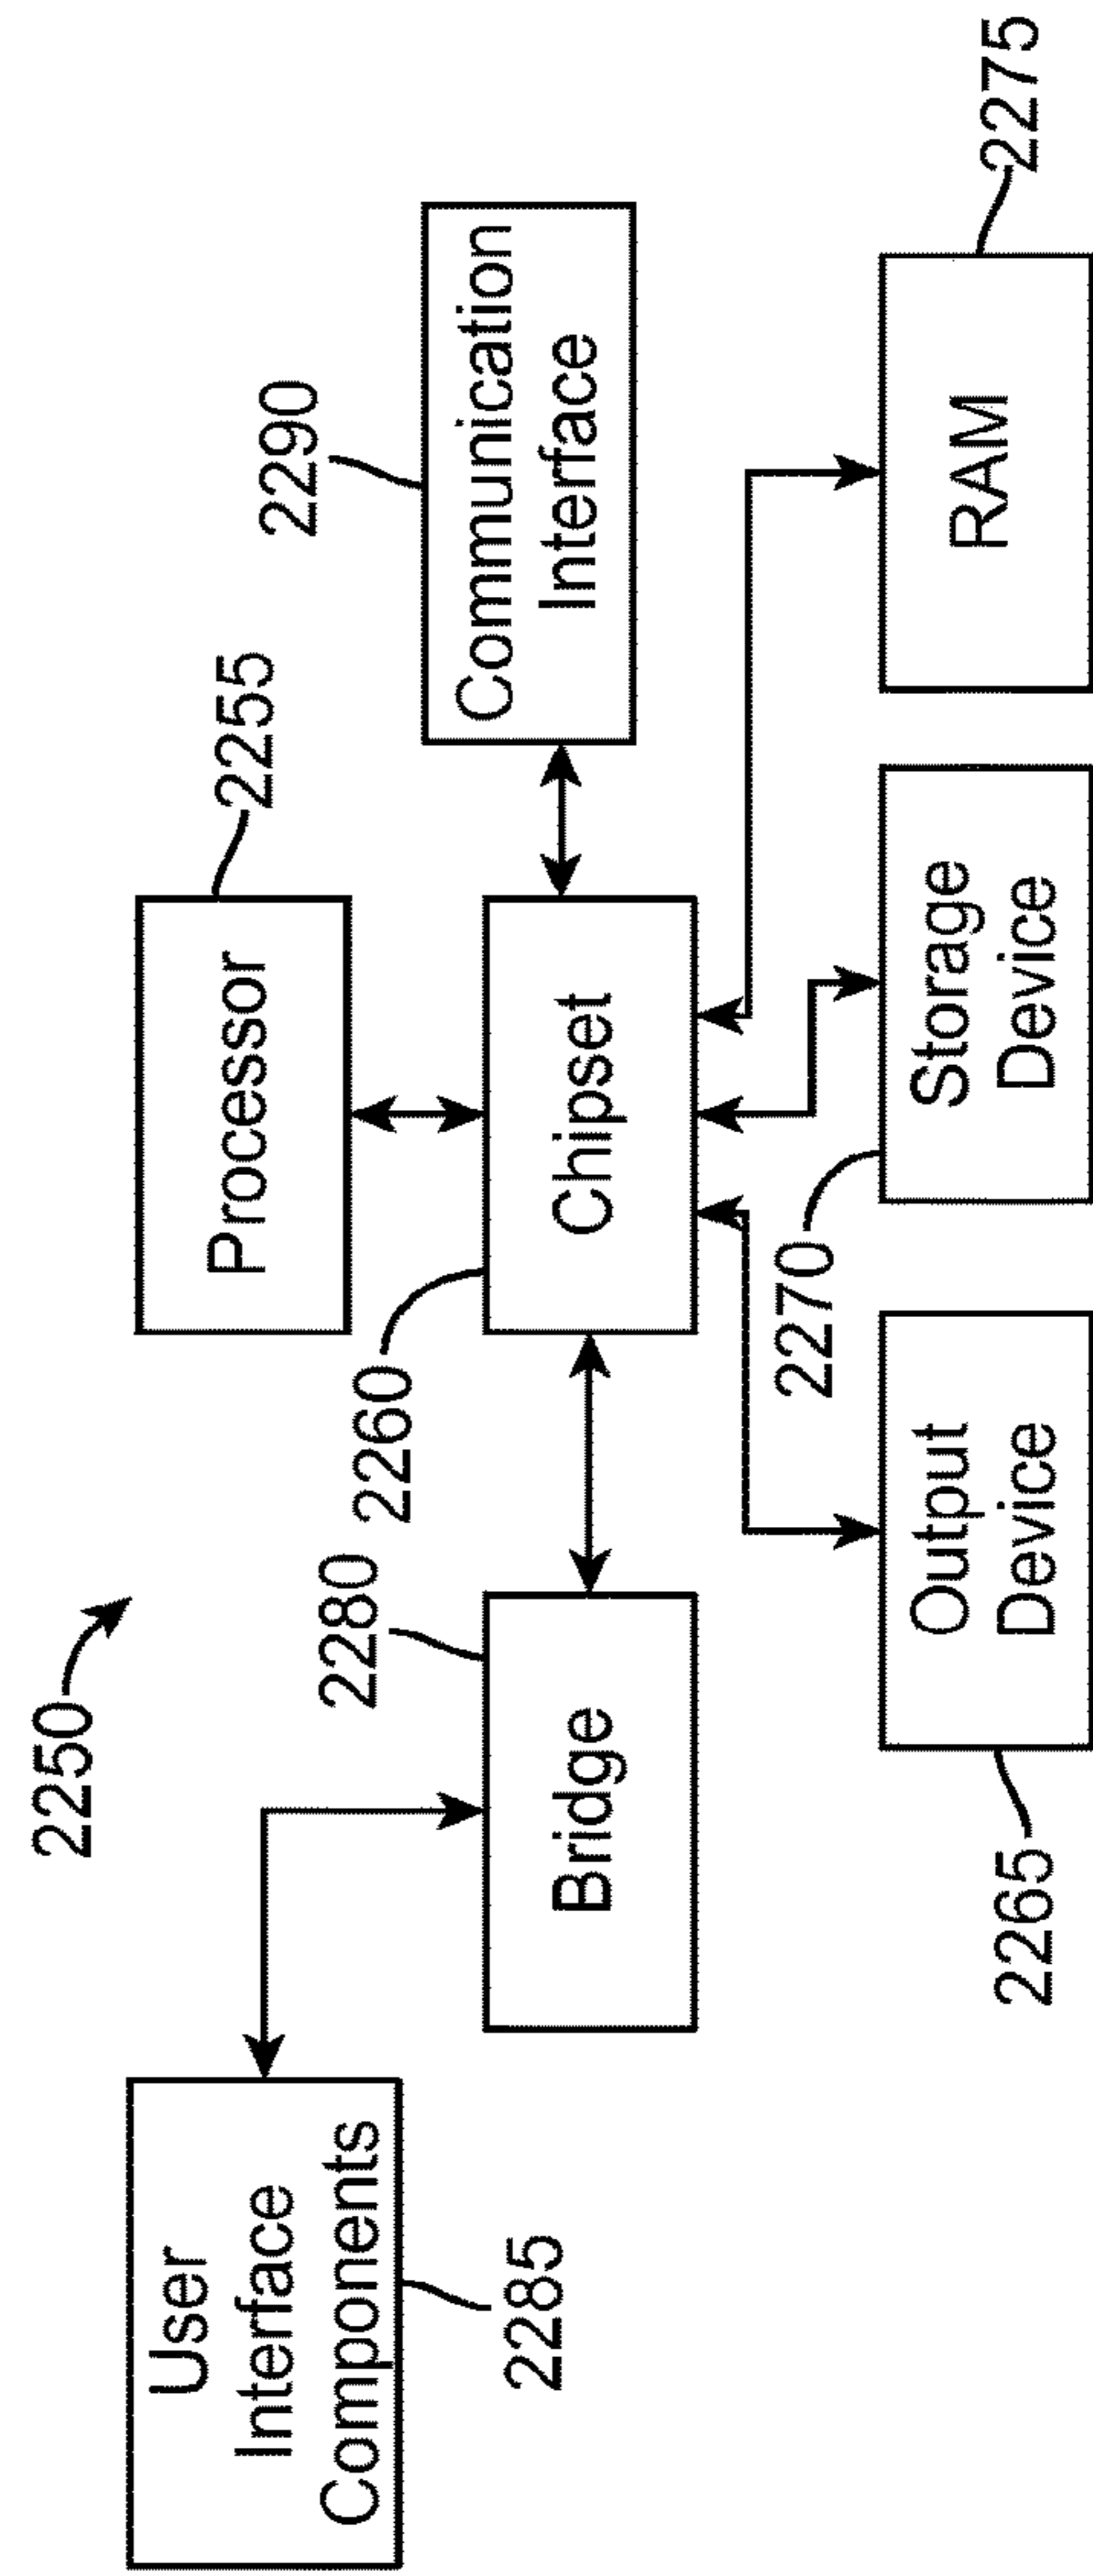 2250
User
Interface
Components
2285
Processor
2255
2290
Communication
Interface
2280
Bridge
2260
Chipset
2265
Output
Device
2270
Storage
Device
RAM
2275